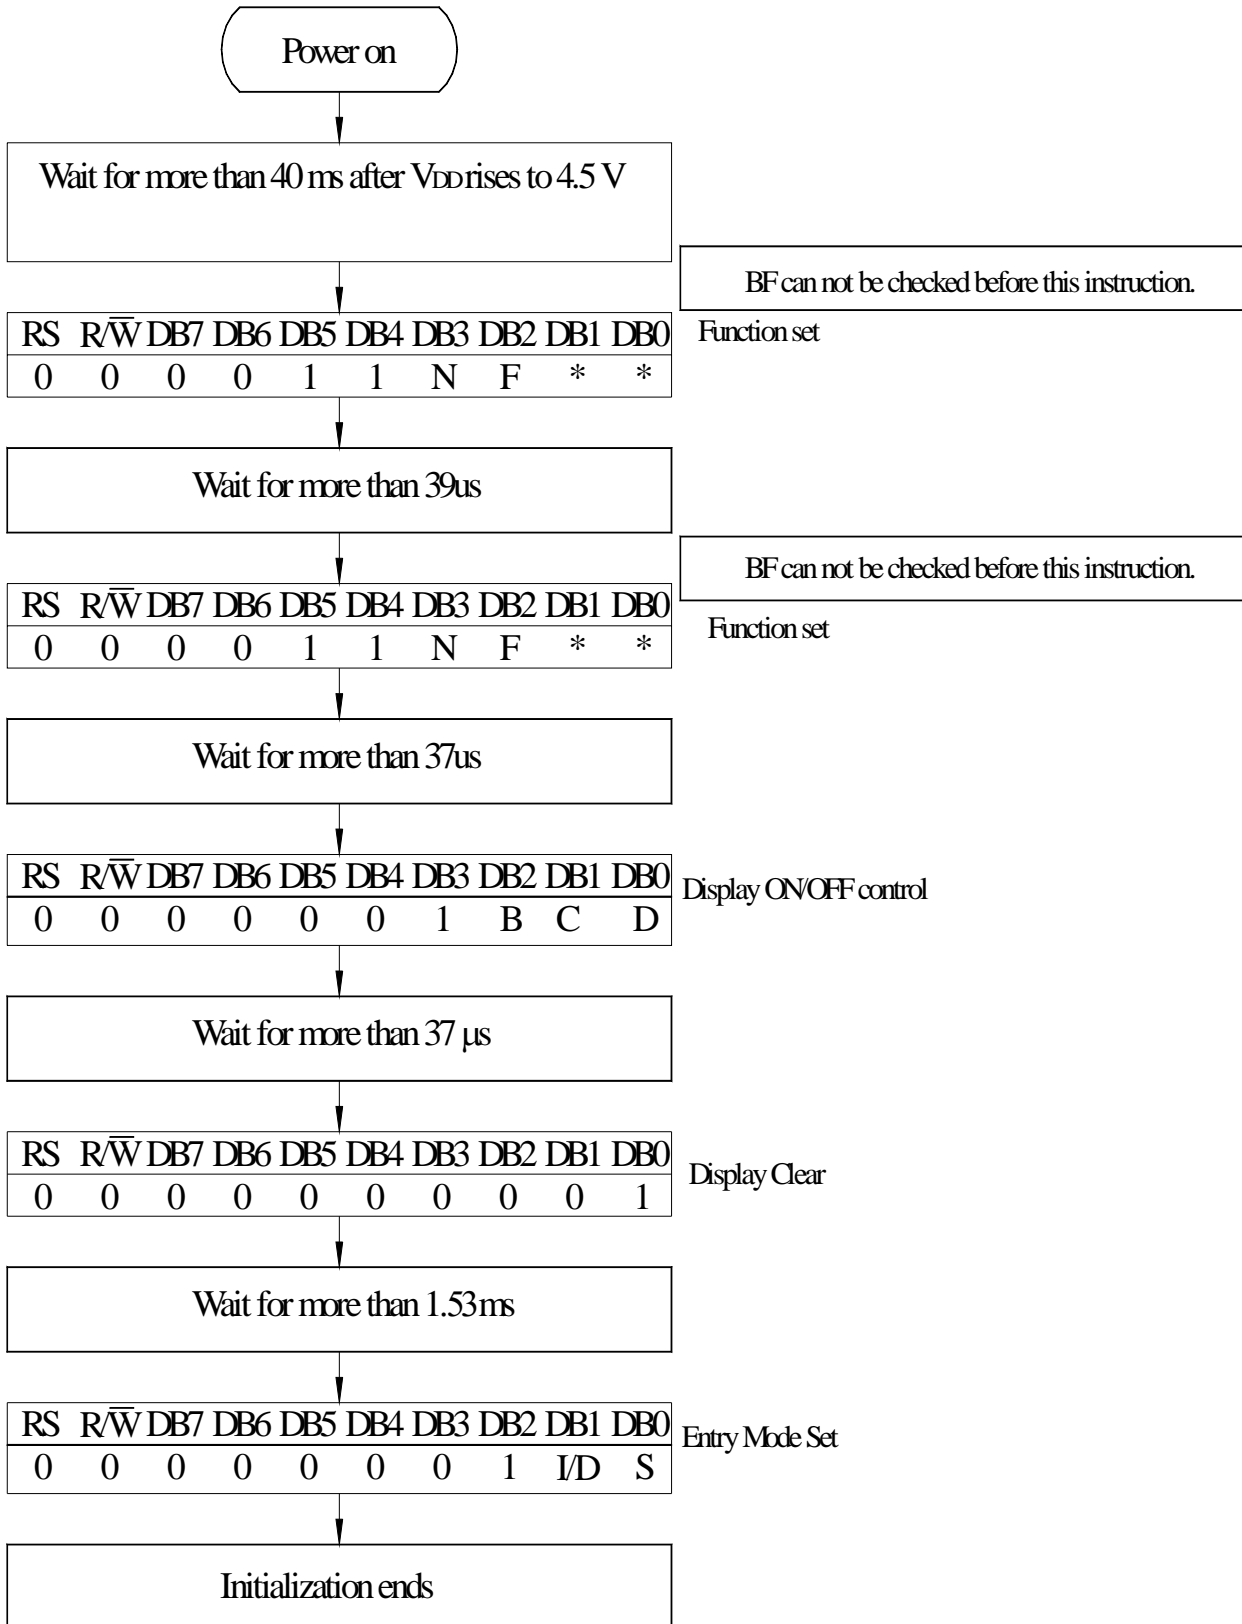 Power on
Wait for more than 40 ms after VDD rises to 4.5 V
BF can not be checked before this instruction.
RS R/W̅ DB7 DB6 DB5 DB4 DB3 DB2 DB1 DB0
Function set
0 0 0 0 1 1 N F * *
Wait for more than 39us
BF can not be checked before this instruction.
RS R/W̅ DB7 DB6 DB5 DB4 DB3 DB2 DB1 DB0
Function set
0 0 0 0 1 1 N F * *
Wait for more than 37us
RS R/W̅ DB7 DB6 DB5 DB4 DB3 DB2 DB1 DB0
Display ON/OFF control
0 0 0 0 0 0 1 B C D
Wait for more than 37 μs
RS R/W̅ DB7 DB6 DB5 DB4 DB3 DB2 DB1 DB0
Display Clear
0 0 0 0 0 0 0 0 0 1
Wait for more than 1.53ms
RS R/W̅ DB7 DB6 DB5 DB4 DB3 DB2 DB1 DB0
Entry Mode Set
0 0 0 0 0 0 0 1 I/D S
Initialization ends